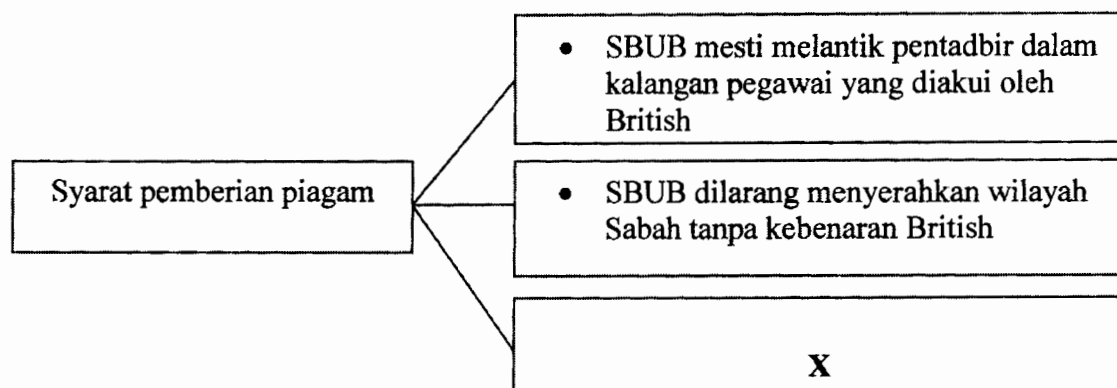 • SBUB mesti melantik pentadbir dalam
kalangan pegawai yang diakui oleh
British
Syarat pemberian piagam
• SBUB dilarang menyerahkan wilayah
Sabah tanpa kebenaran British
X